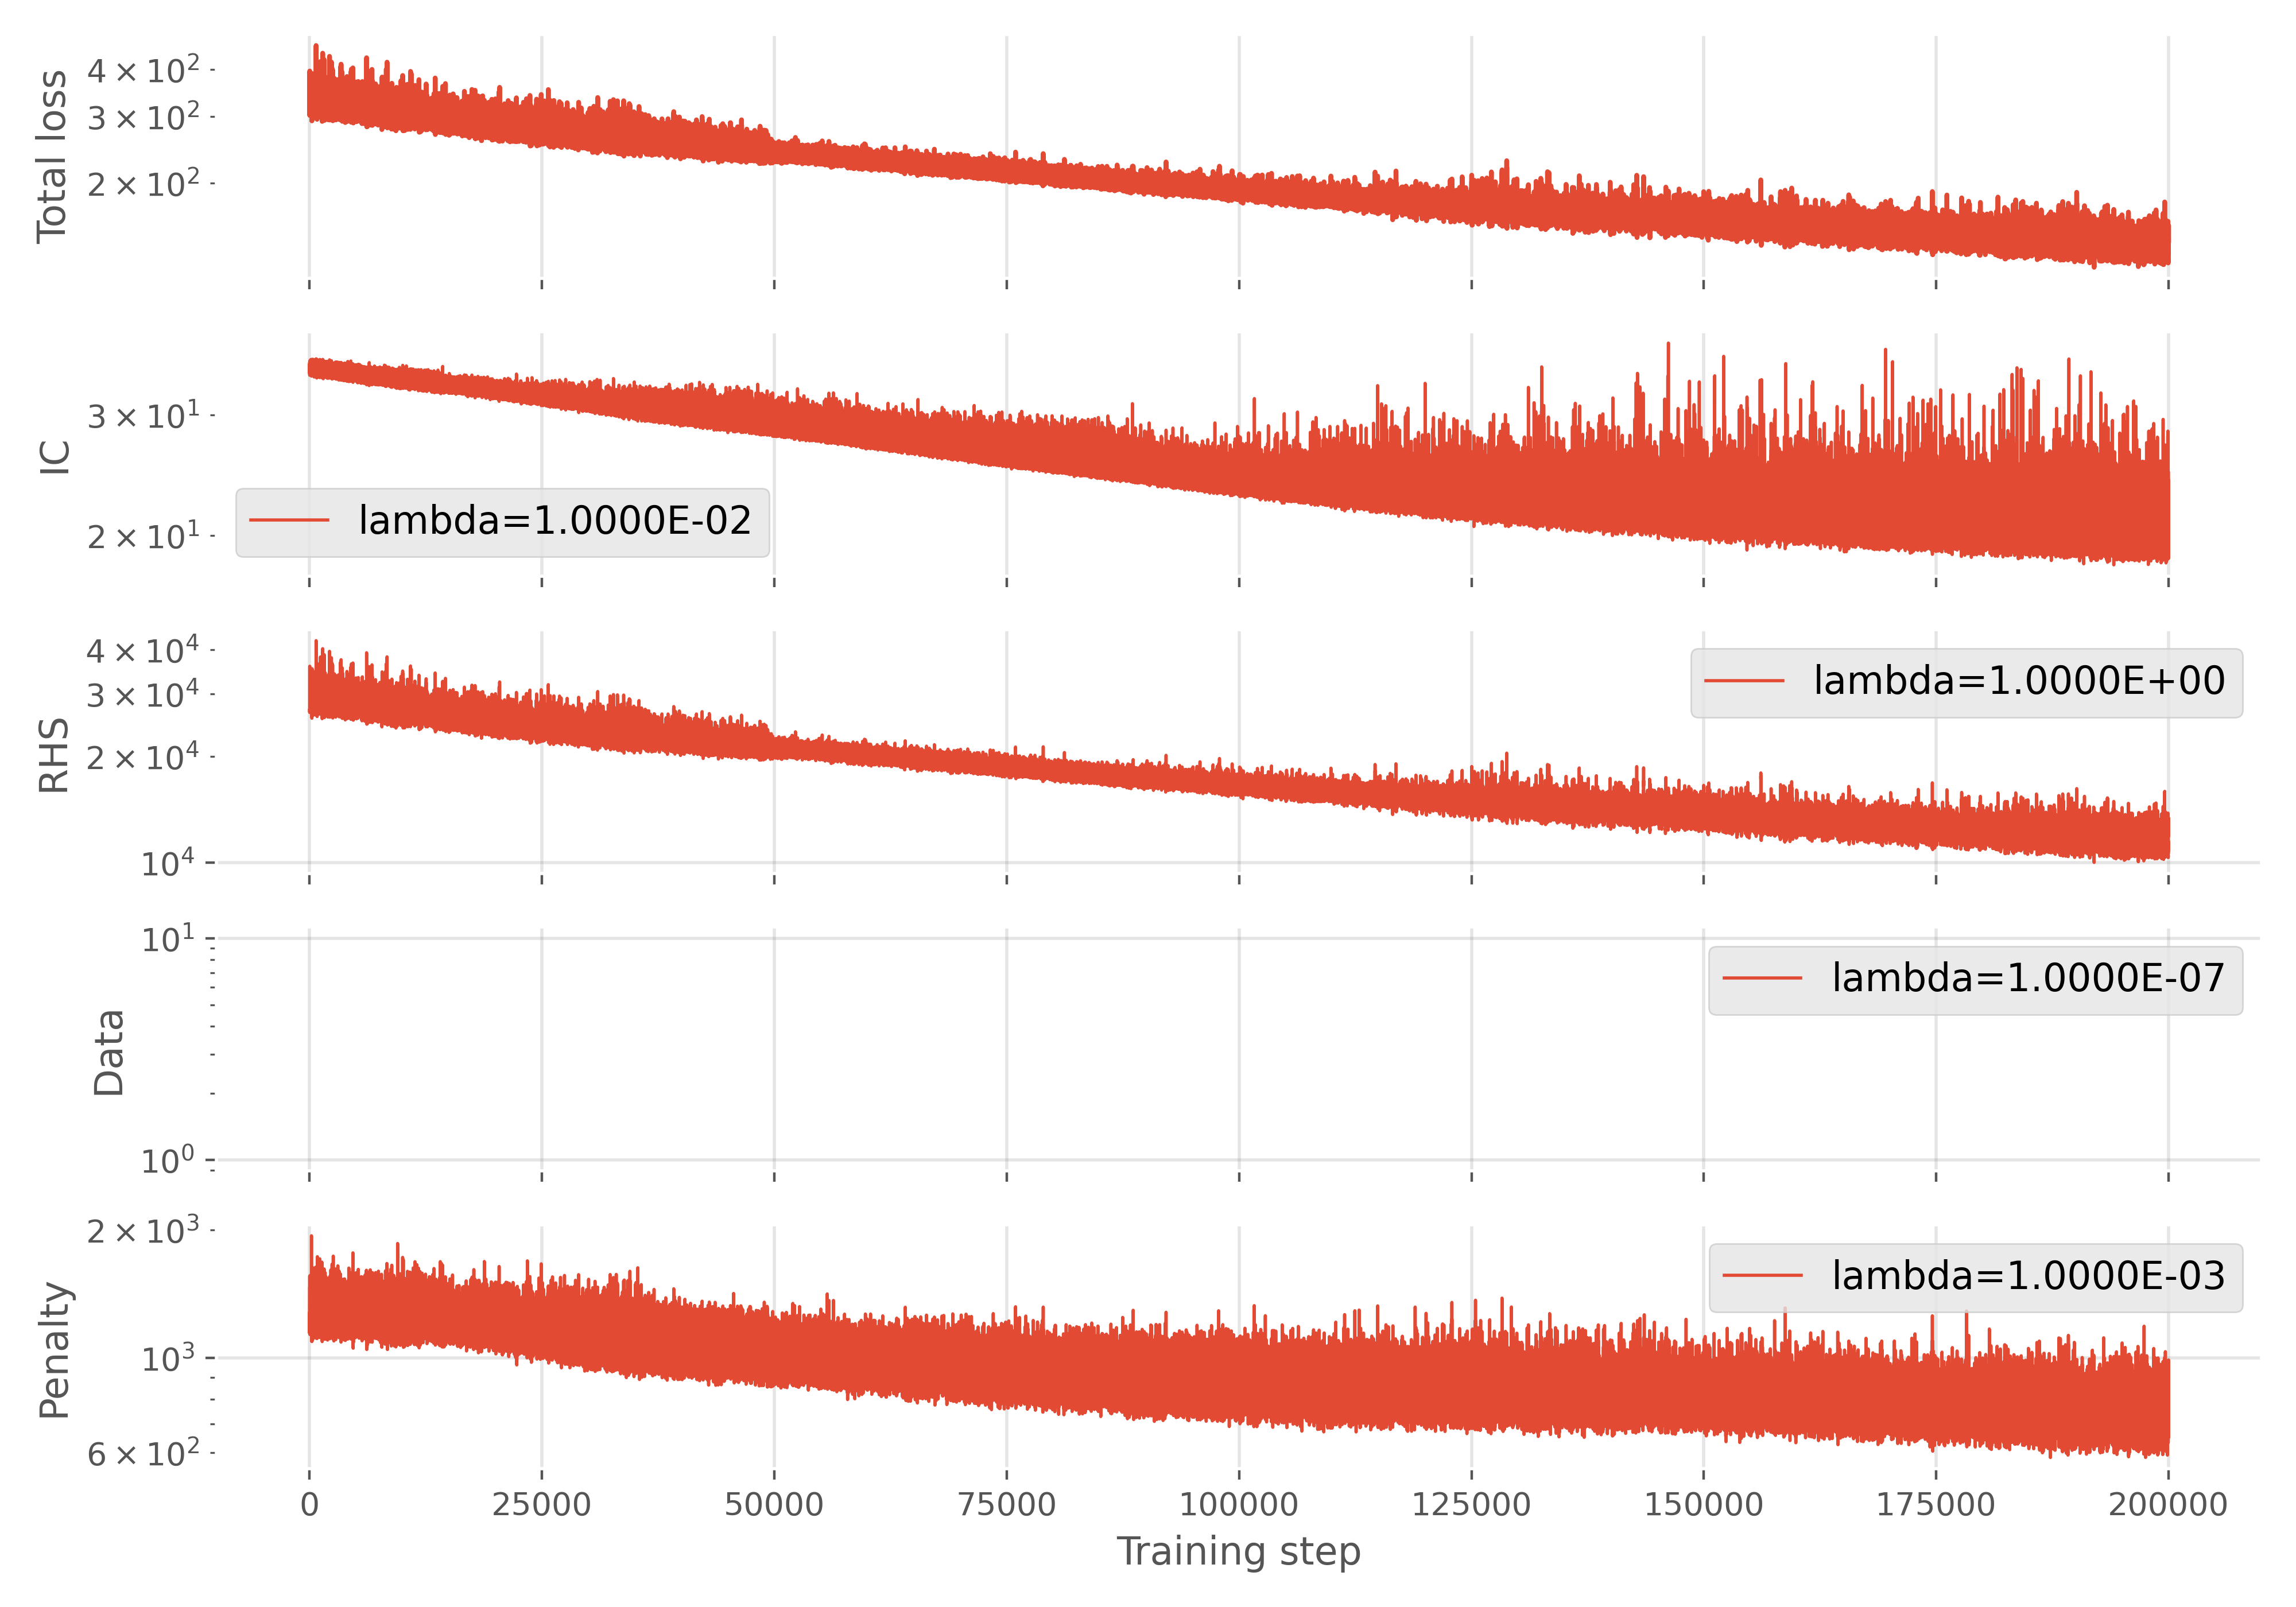 Total loss
4 × 10²
3 × 10²
2 × 10²
IC
3 × 10¹
2 × 10¹
lambda=1.0000E-02
RHS
4 × 10⁴
3 × 10⁴
2 × 10⁴
10⁴
lambda=1.0000E+00
Data
10¹
10⁰
lambda=1.0000E-07
Penalty
2 × 10³
10³
6 × 10²
lambda=1.0000E-03
0 25000 50000 75000 100000 125000 150000 175000 200000
Training step